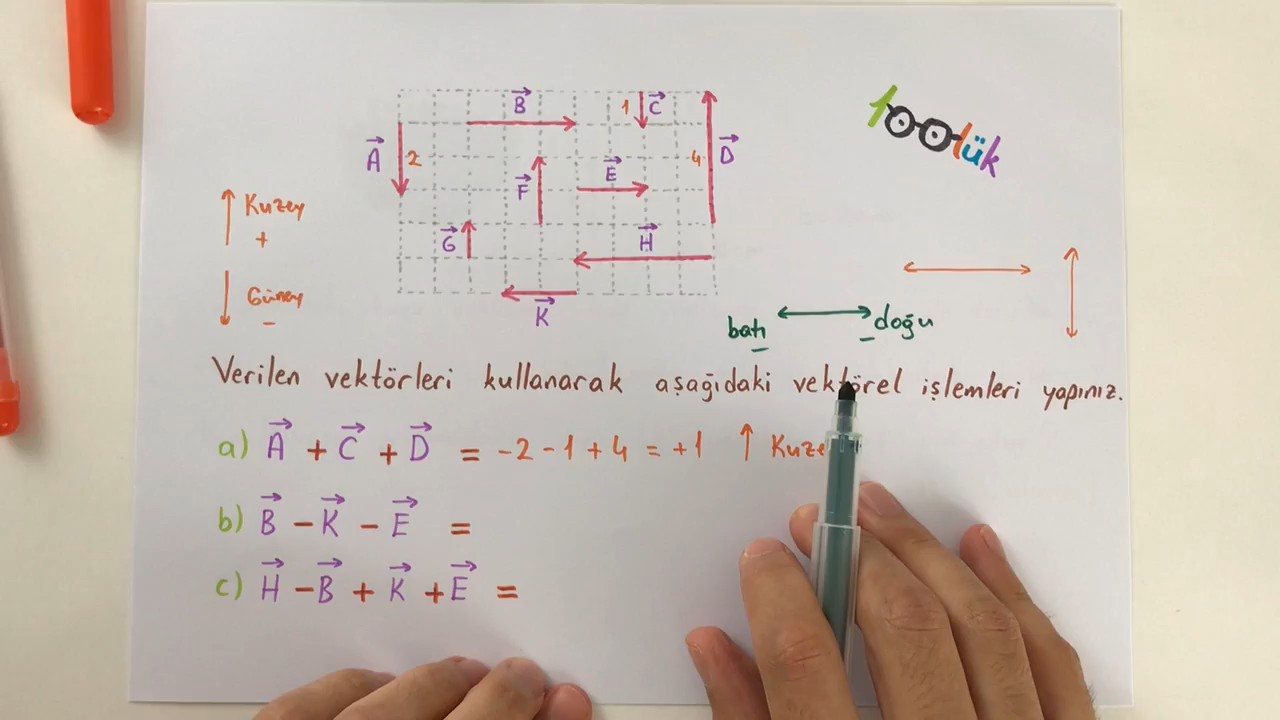 B
1 C
100lük
A 2
F
E
4 D
Kuzey
+
G
H
Güney
-
K
batı doğu
Verilen vektörleri kullanarak aşağıdaki vektörel işlemleri yapınız.
a) A + C + D = -2 - 1 + 4 = +1 ↑
b) B - K - E =
c) H - B + K + E =